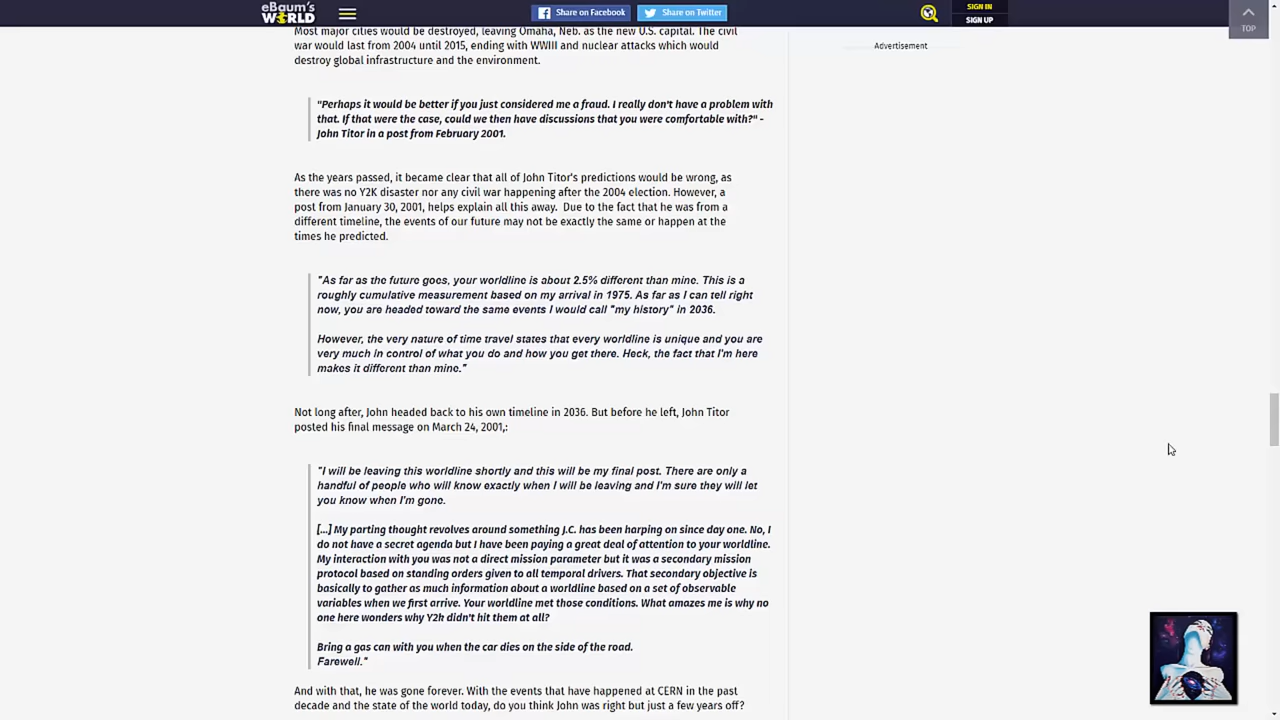 eBaum's
WORLD
Share on Facebook
Share on Twitter
SIGN IN
SIGN UP
TOP
Most major cities would be destroyed, leaving Omaha, Neb. as the new U.S. capital. The civil
war would last from 2004 until 2015, ending with WWIII and nuclear attacks which would
destroy global infrastructure and the environment.
Advertisement
"Perhaps it would be better if you just considered me a fraud. I really don't have a problem with
that. If that were the case, could we then have discussions that you were comfortable with?" -
John Titor in a post from February 2001.
As the years passed, it became clear that all of John Titor's predictions would be wrong, as
there was no Y2K disaster nor any civil war happening after the 2004 election. However, a
post from January 30, 2001, helps explain all this away.  Due to the fact that he was from a
different timeline, the events of our future may not be exactly the same or happen at the
times he predicted.
"As far as the future goes, your worldline is about 2.5% different than mine. This is a
roughly cumulative measurement based on my arrival in 1975. As far as I can tell right
now, you are headed toward the same events I would call "my history" in 2036.
However, the very nature of time travel states that every worldline is unique and you are
very much in control of what you do and how you get there. Heck, the fact that I'm here
makes it different than mine."
Not long after, John headed back to his own timeline in 2036. But before he left, John Titor
posted his final message on March 24, 2001,:
"I will be leaving this worldline shortly and this will be my final post. There are only a
handful of people who will know exactly when I will be leaving and I'm sure they will let
you know when I'm gone.
[...] My parting thought revolves around something J.C. has been harping on since day one. No, I
do not have a secret agenda but I have been paying a great deal of attention to your worldline.
My interaction with you was not a direct mission parameter but it was a secondary mission
protocol based on standing orders given to all temporal drivers. That secondary objective is
basically to gather as much information about a worldline based on a set of observable
variables when we first arrive. Your worldline met those conditions. What amazes me is why no
one here wonders why Y2k didn't hit them at all?
Bring a gas can with you when the car dies on the side of the road.
Farewell."
And with that, he was gone forever. With the events that have happened at CERN in the past
decade and the state of the world today, do you think John was right but just a few years off?